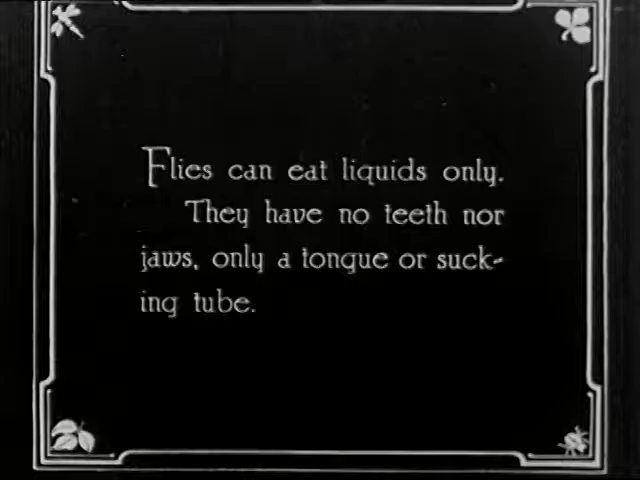 Flies can eat liquids only.
They have no teeth nor
jaws, only a tongue or suck-
ing tube.